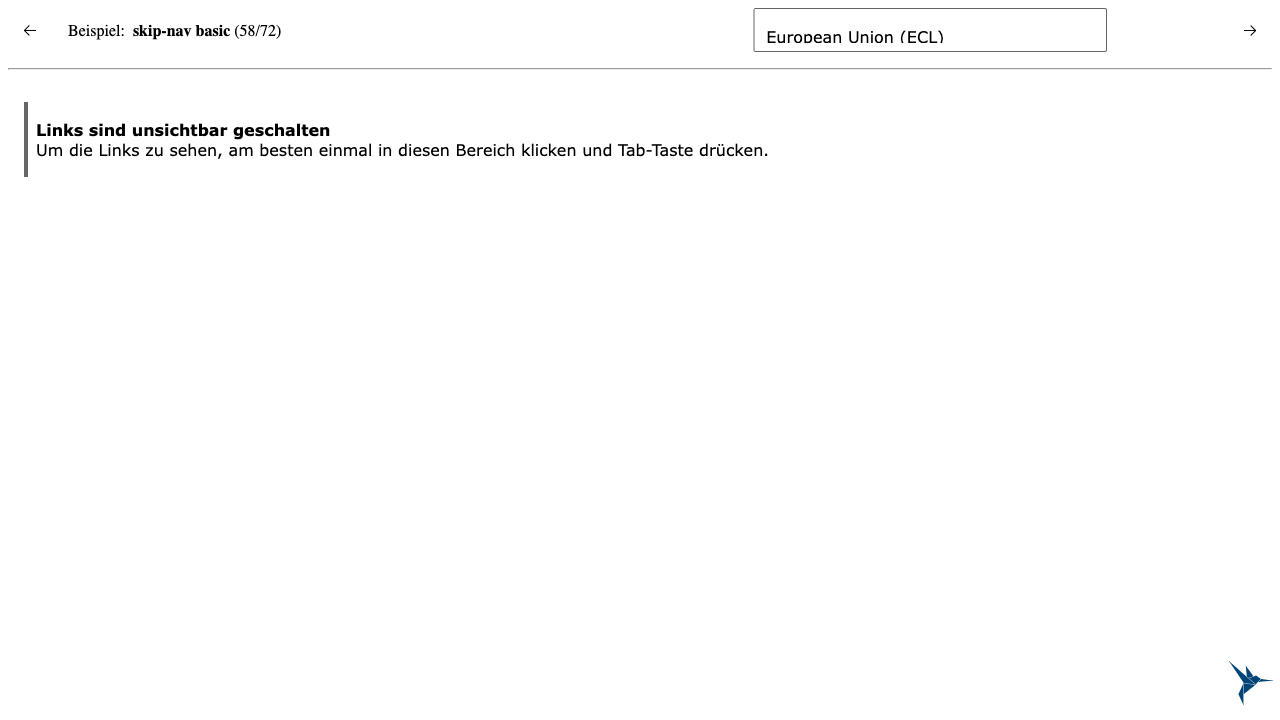 Beispiel: skip-nav basic (58/72)
European Union (ECL)
Links sind unsichtbar geschalten
Um die Links zu sehen, am besten einmal in diesen Bereich klicken und Tab-Taste drücken.